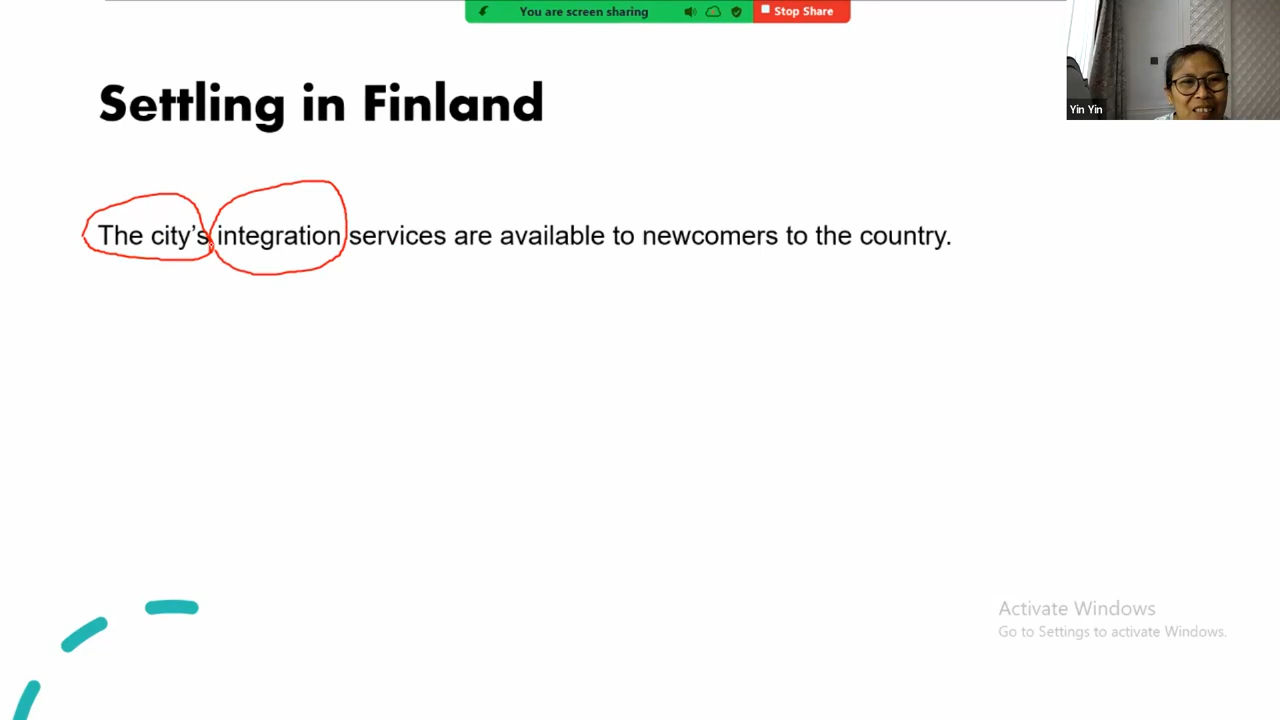 You are screen sharing Stop Share
Yin Yin
Settling in Finland
The city’s integration services are available to newcomers to the country.
Activate Windows
Go to Settings to activate Windows.